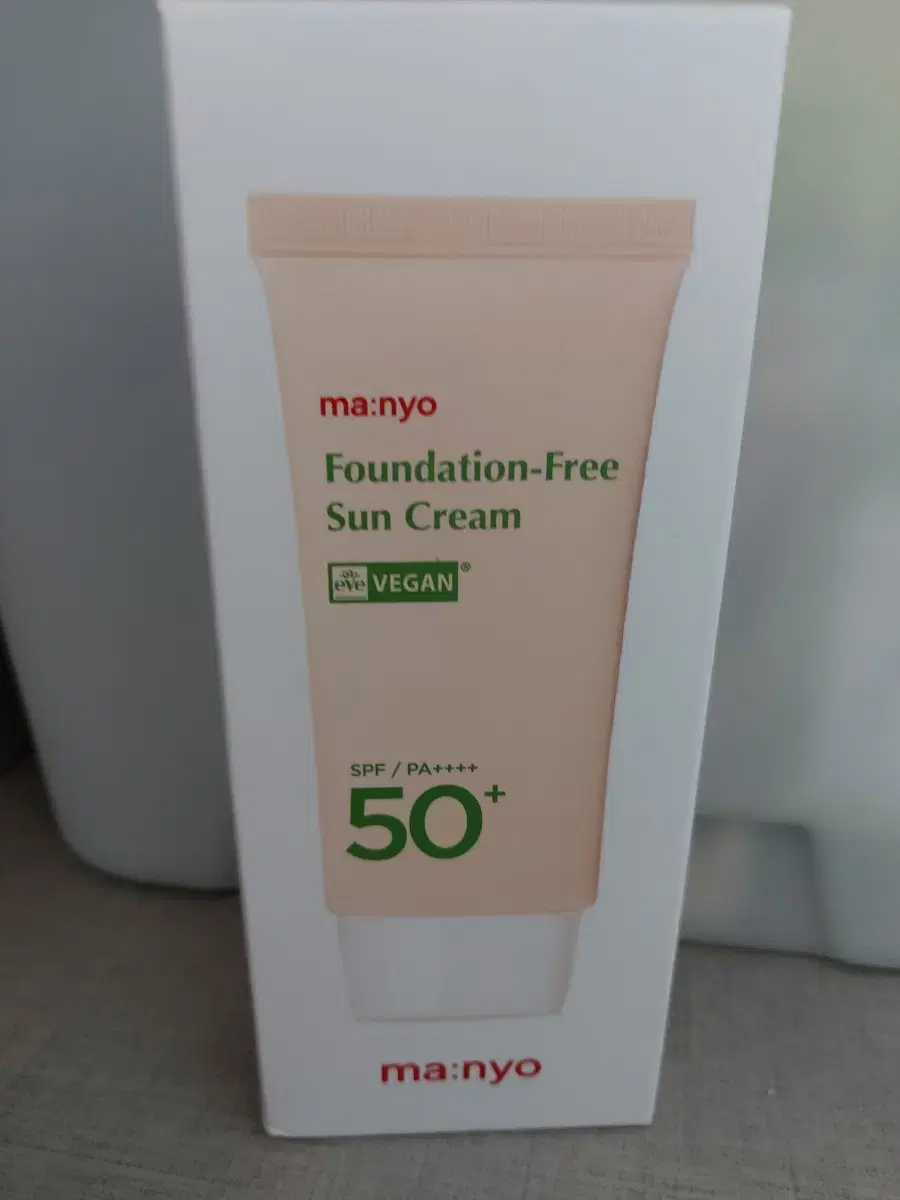 ma:nyo
Foundation-Free
Sun Cream
eve VEGAN®
SPF / PA++++
50+
ma:nyo